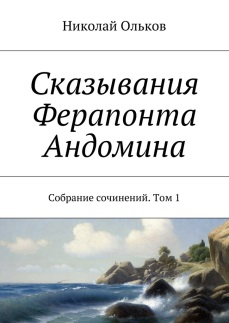 Николай Ольков
Сказывания
Ферапонта
Андомина
Собрание сочинений. Том 1